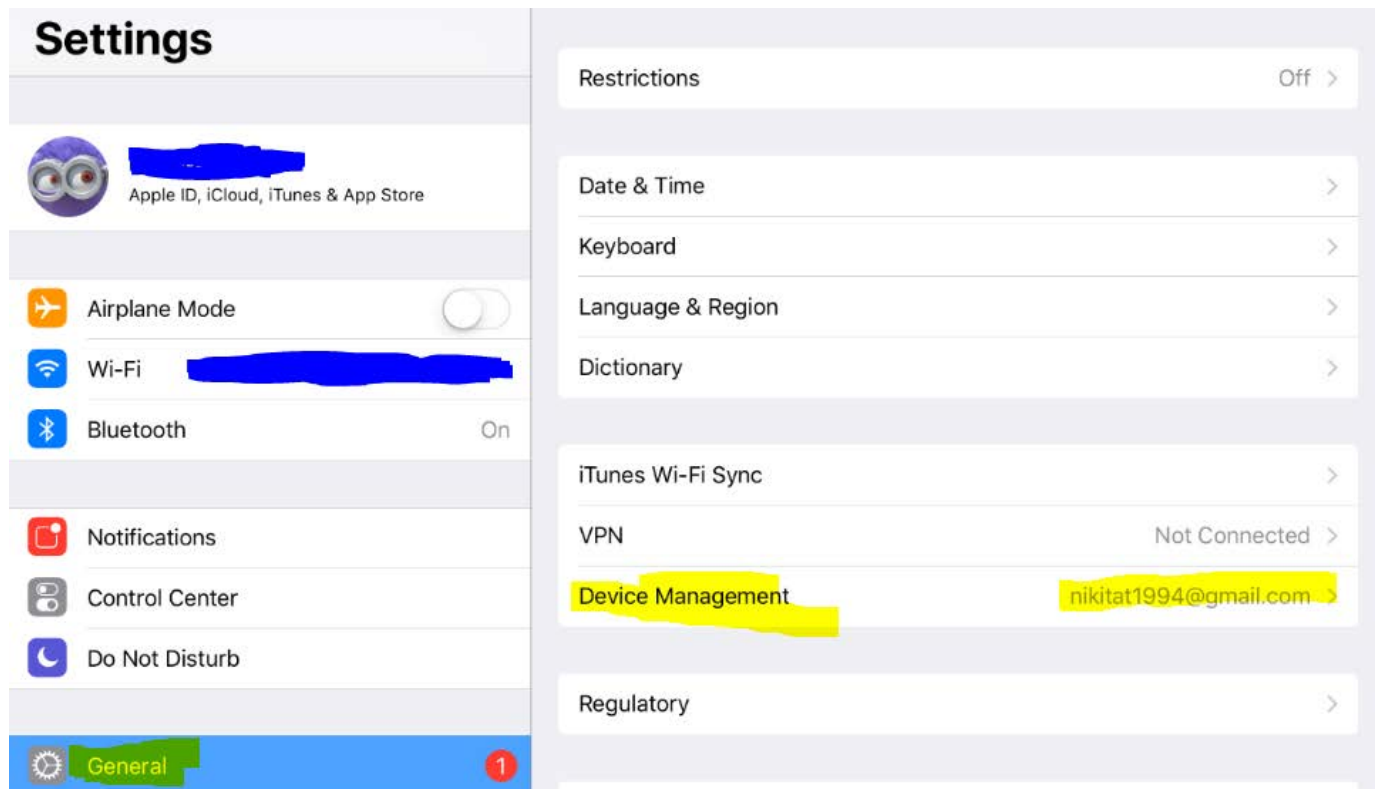 Settings
Apple ID, iCloud, iTunes & App Store
Airplane Mode
Wi-Fi
Bluetooth On
Notifications
Control Center
Do Not Disturb
General 1
Restrictions Off
Date & Time
Keyboard
Language & Region
Dictionary
iTunes Wi-Fi Sync
VPN Not Connected
Device Management nikitat1994@gmail.com
Regulatory